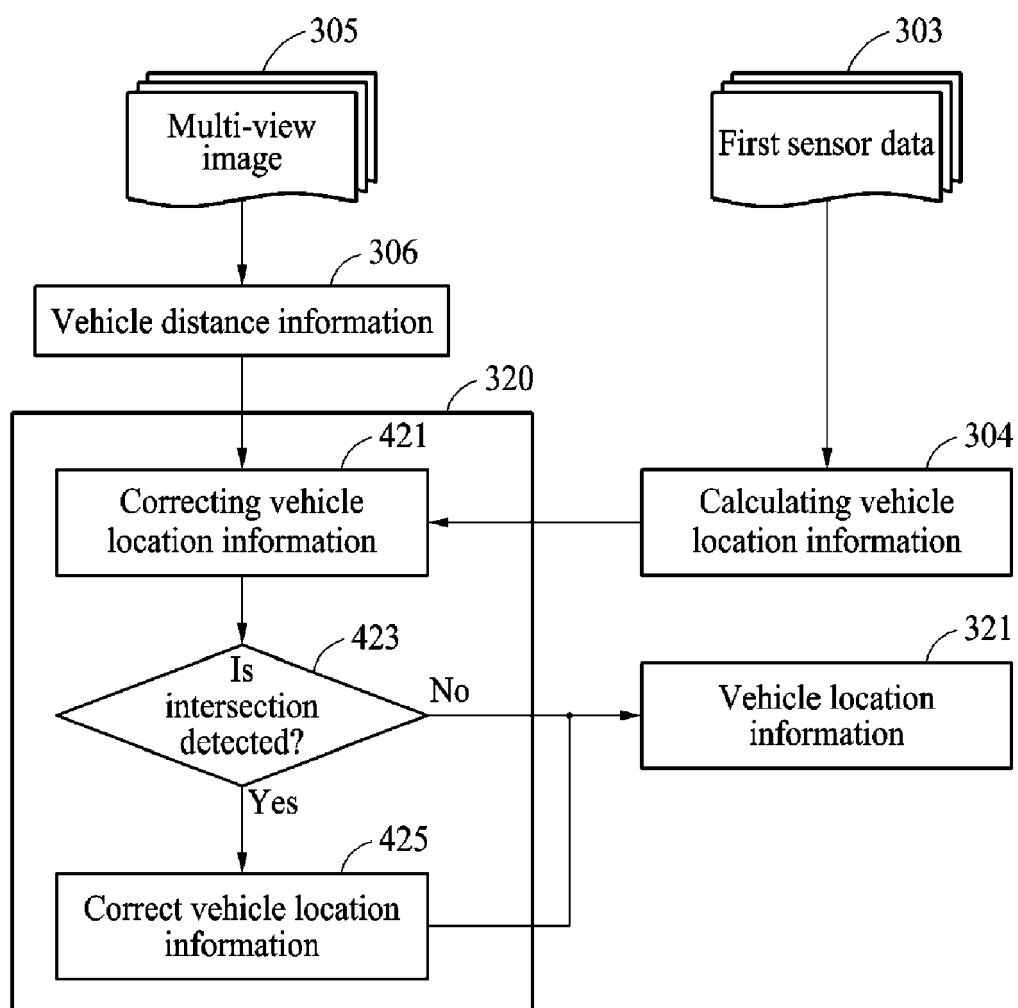 305
303
Multi-view
image
First sensor data
306
Vehicle distance information
320
421
304
Correcting vehicle
location information
Calculating vehicle
location information
423
321
Is
intersection
detected?
No
Yes
Vehicle location
information
425
Correct vehicle location
information